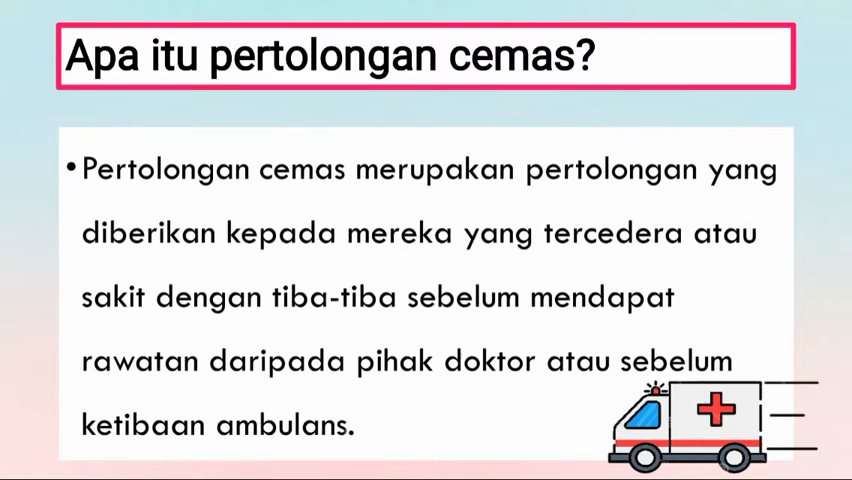 Apa itu pertolongan cemas?
•Pertolongan cemas merupakan pertolongan yang
diberikan kepada mereka yang tercedera atau
sakit dengan tiba-tiba sebelum mendapat
rawatan daripada pihak doktor atau sebelum
ketibaan ambulans.